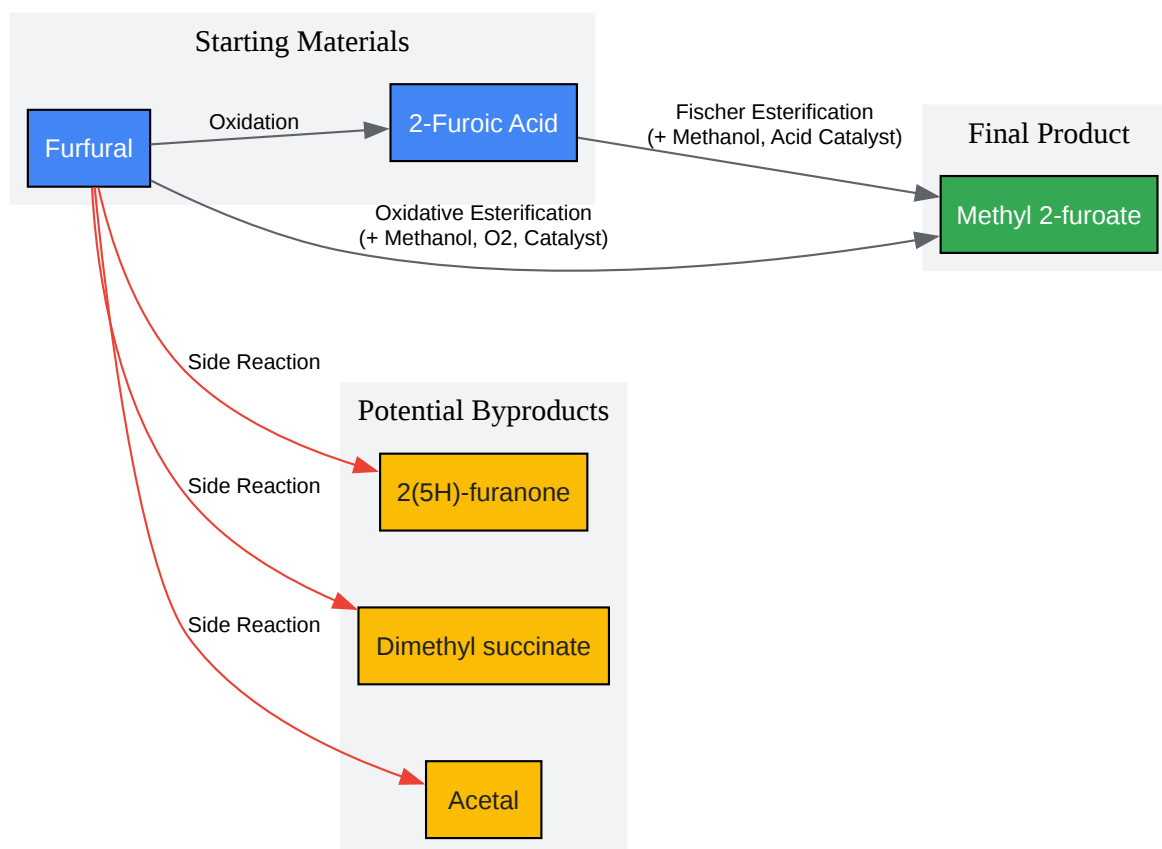 Starting Materials
Furfural
Oxidation
2-Furoic Acid
Fischer Esterification
(+ Methanol, Acid Catalyst)
Final Product
Methyl 2-furoate
Oxidative Esterification
(+ Methanol, O2, Catalyst)
Side Reaction
Potential Byproducts
2(5H)-furanone
Side Reaction
Dimethyl succinate
Side Reaction
Acetal